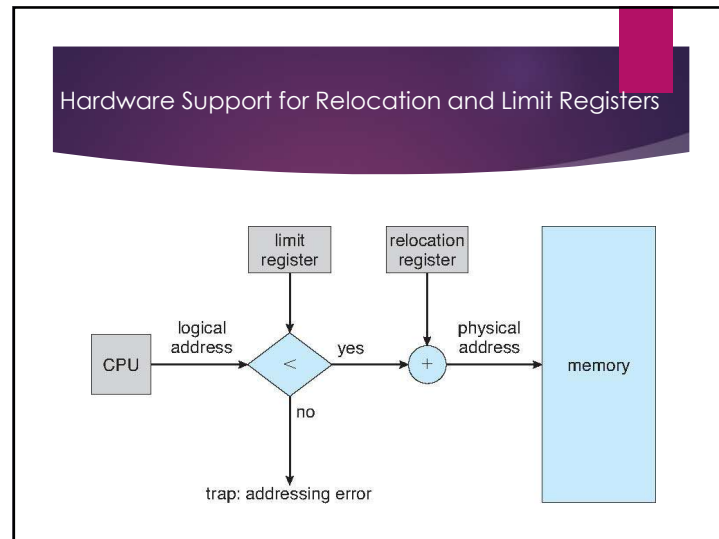 Hardware Support for Relocation and Limit Registers
limit
register
relocation
register
logical
address
physical
address
CPU
<
yes
+
memory
no
trap: addressing error